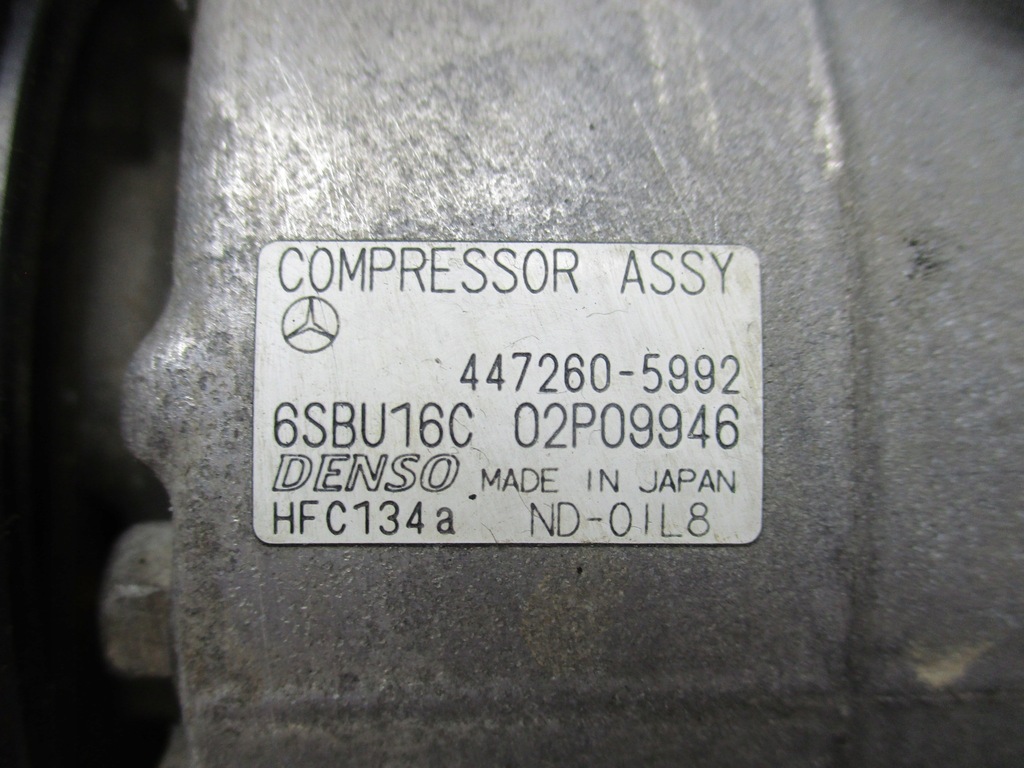 COMPRESSOR ASSY
447260-5992
6SBU16C 02P09946
DENSO MADE IN JAPAN
HFC134a ND-OIL8